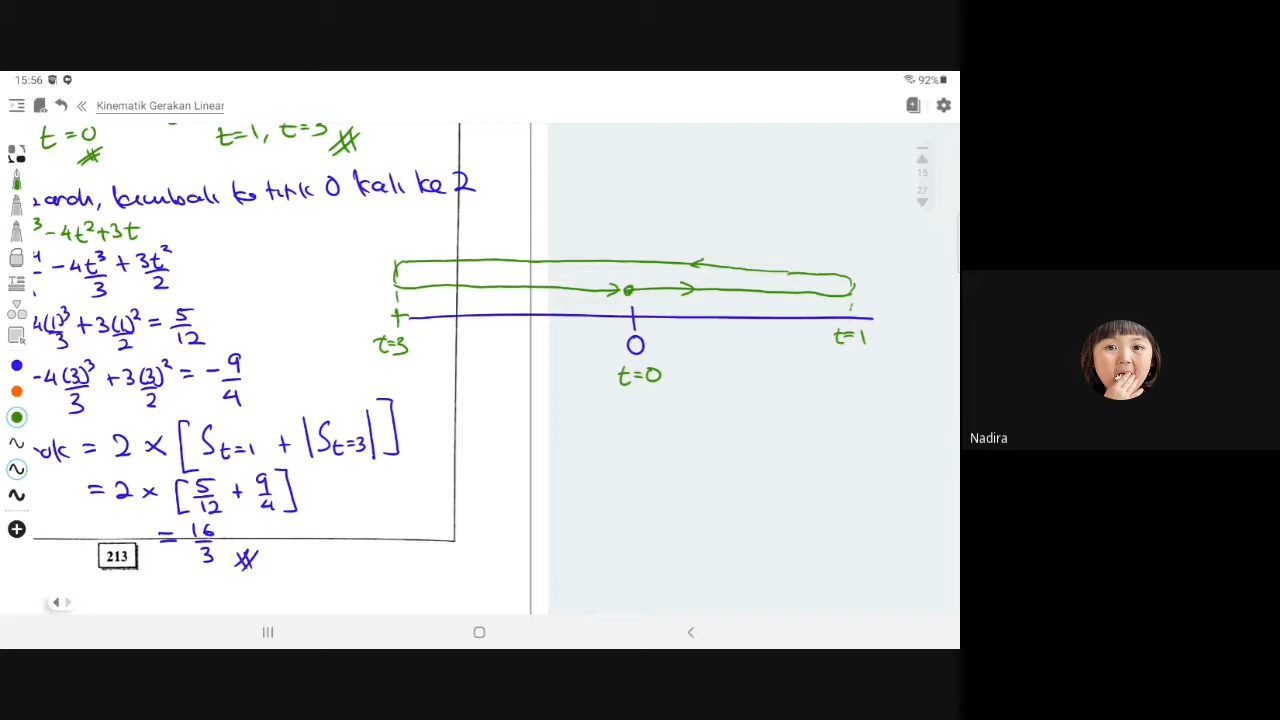 15:56 92%
Kinematik Gerakan Linear
t=0 t=1, t=3
kembali ke titik 0 kali ke 2
³ - 4t² + 3t
- 4t³/3 + 3t²/2
4(1)³/3 + 3(1)²/2 = 5/12
- 4(3)³/3 + 3(3)²/2 = - 9/4
= 2 × [S t=1 + |S t=3|]
= 2 × [5/12 + 9/4]
= 16/3
213
t=3
0
t=0
t=1
15
27
Nadira